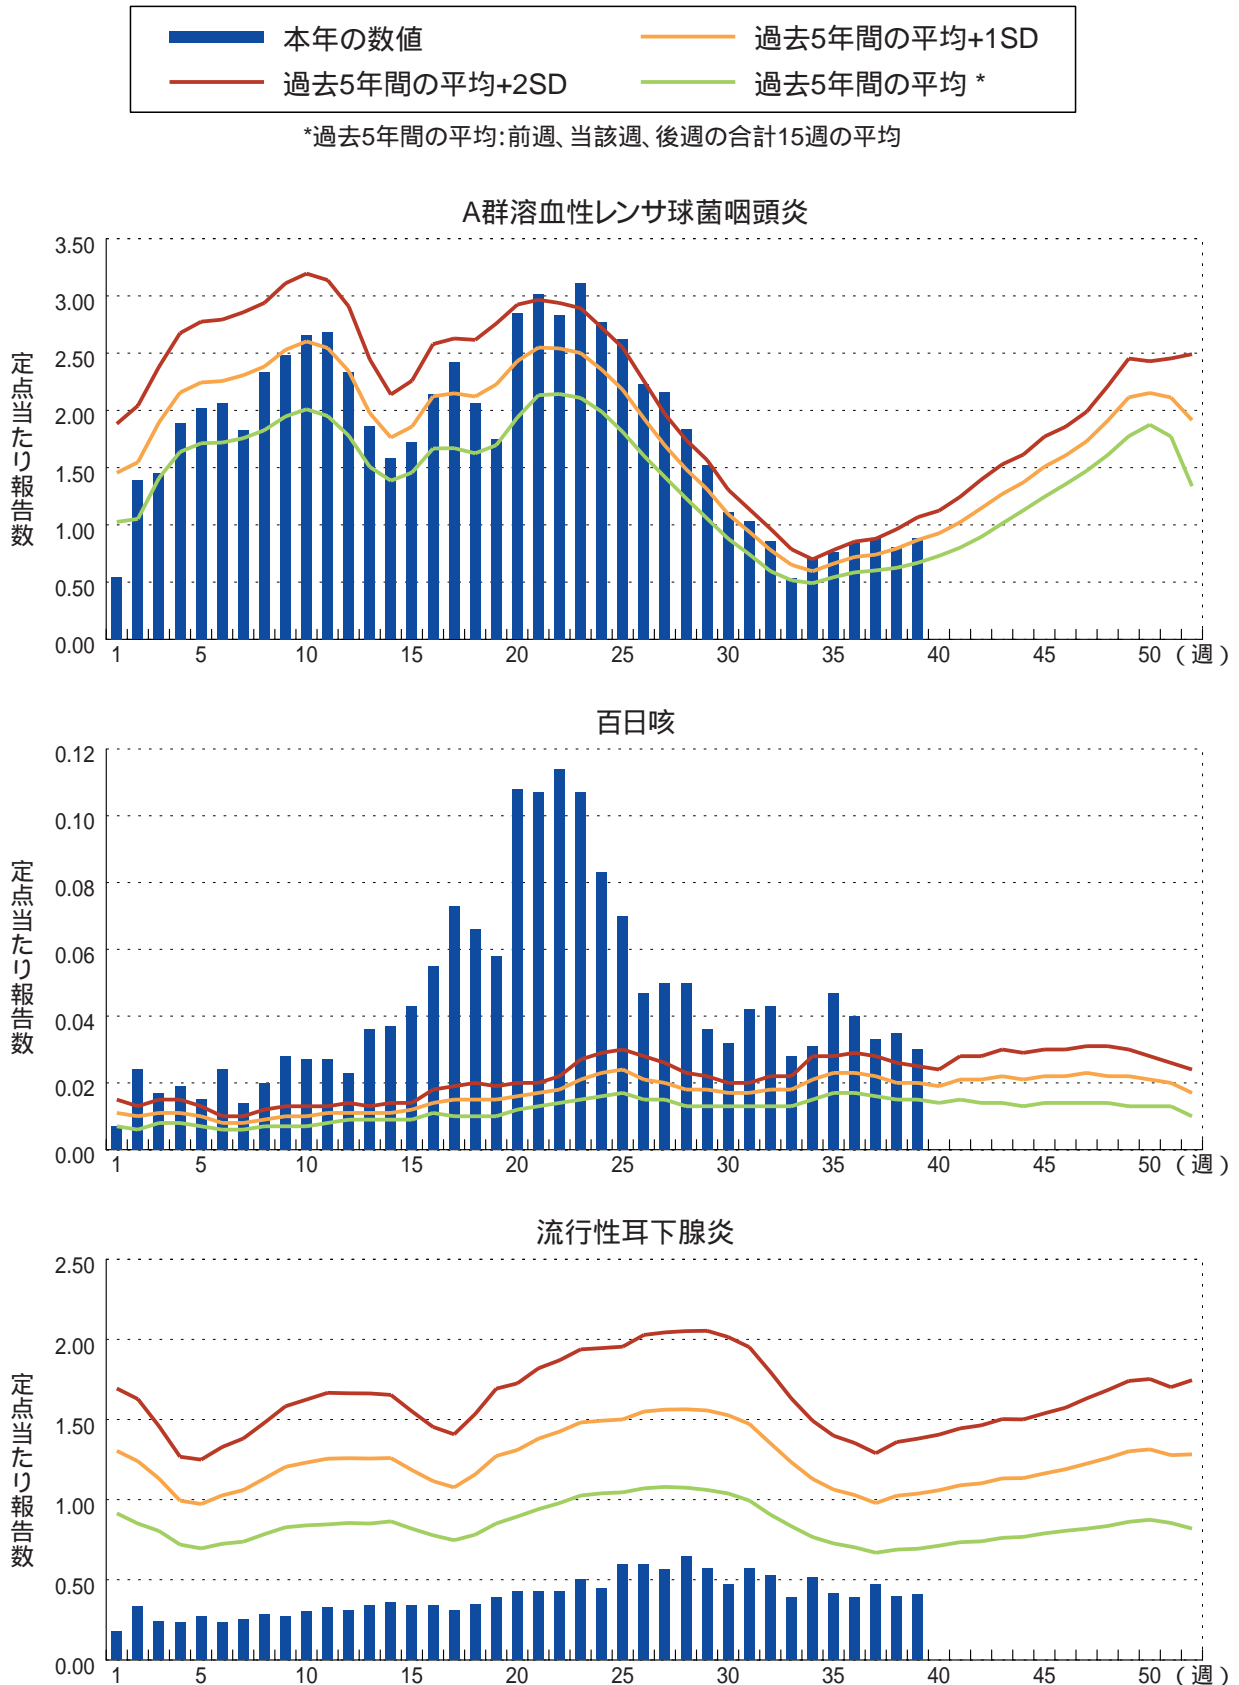 本年の数値
過去5年間の平均+1SD
過去5年間の平均+2SD
過去5年間の平均 *
*過去5年間の平均:前週、当該週、後週の合計15週の平均
A群溶血性レンサ球菌咽頭炎
定点当たり報告数
3.50
3.00
2.50
2.00
1.50
1.00
0.50
0.00
1 5 10 15 20 25 30 35 40 45 50 (週)
百日咳
定点当たり報告数
0.12
0.10
0.08
0.06
0.04
0.02
0.00
1 5 10 15 20 25 30 35 40 45 50 (週)
流行性耳下腺炎
定点当たり報告数
2.50
2.00
1.50
1.00
0.50
0.00
1 5 10 15 20 25 30 35 40 45 50 (週)